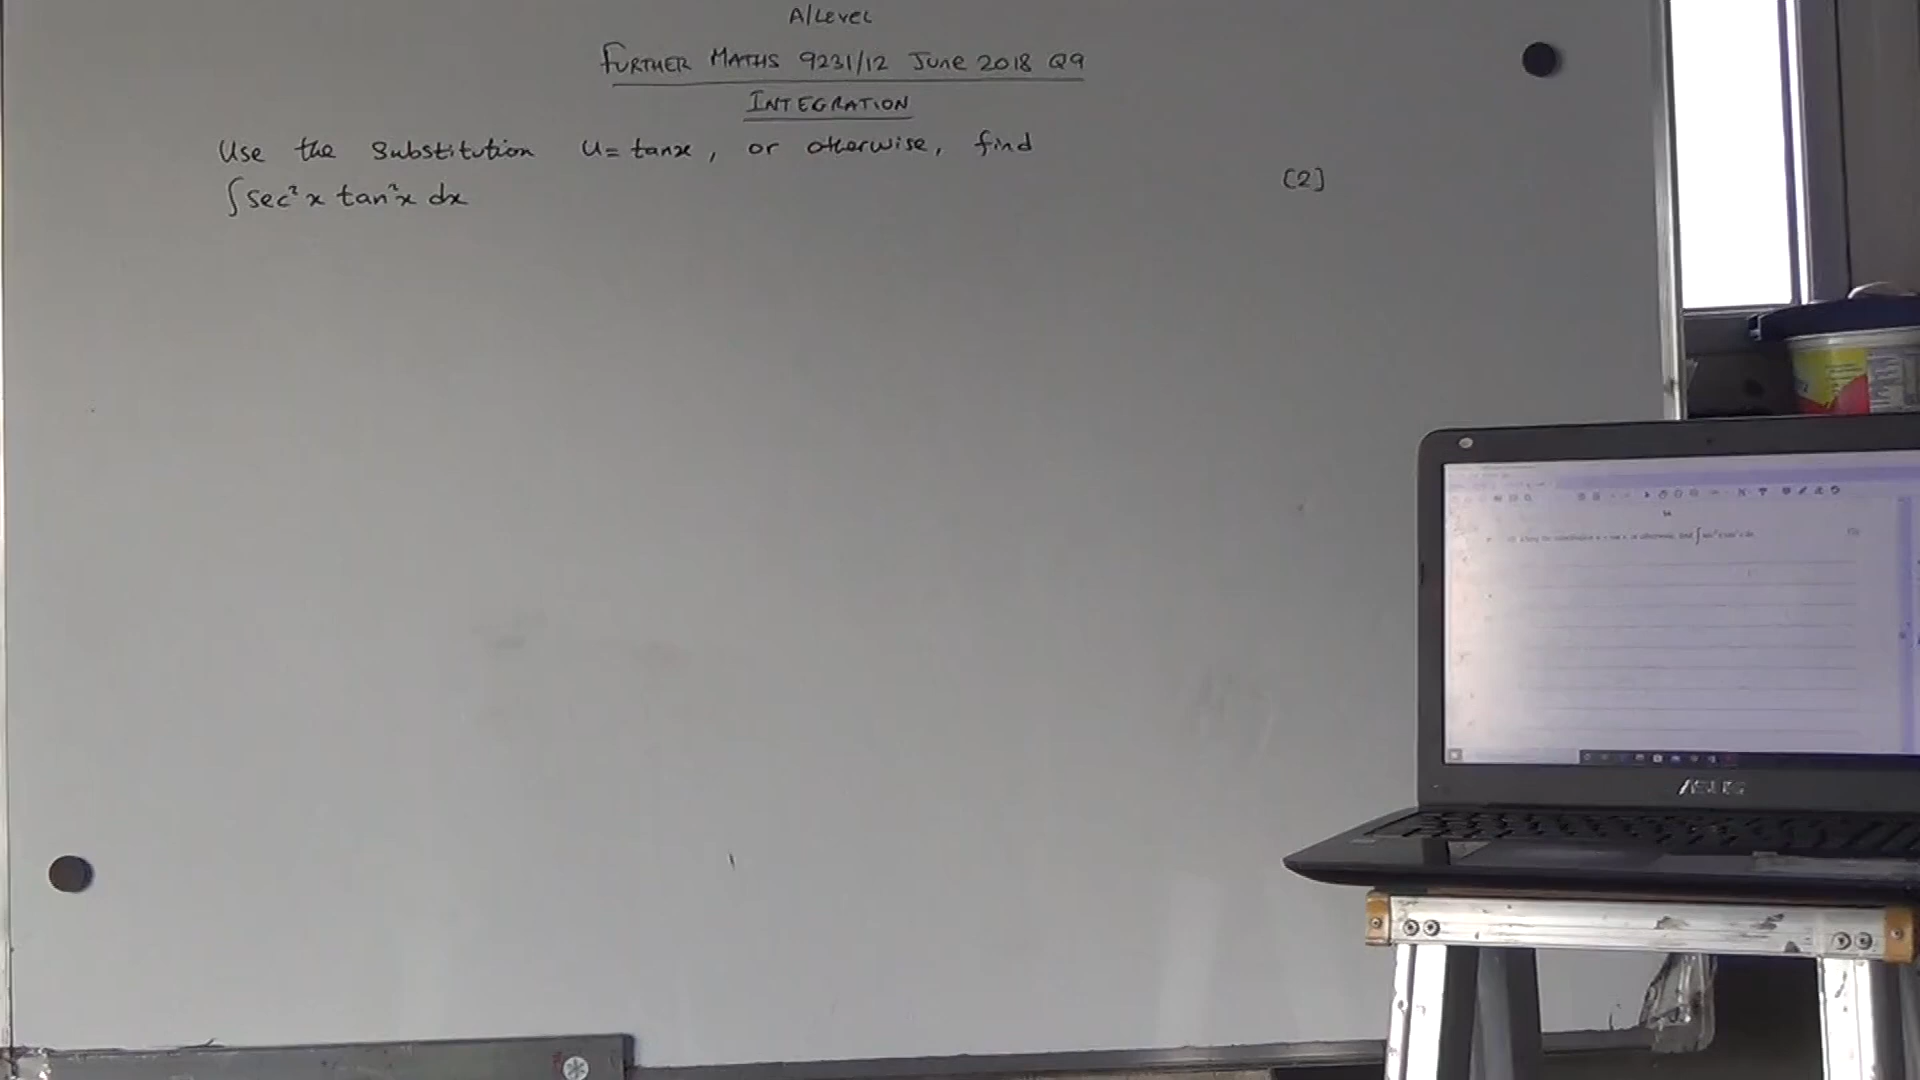 A/Level
FURTHER MATHS 9231/12 June 2018 Q9
INTEGRATION
Use the Substitution u= tanx, or otherwise, find
∫sec²x tan²x dx [2]
ASUS